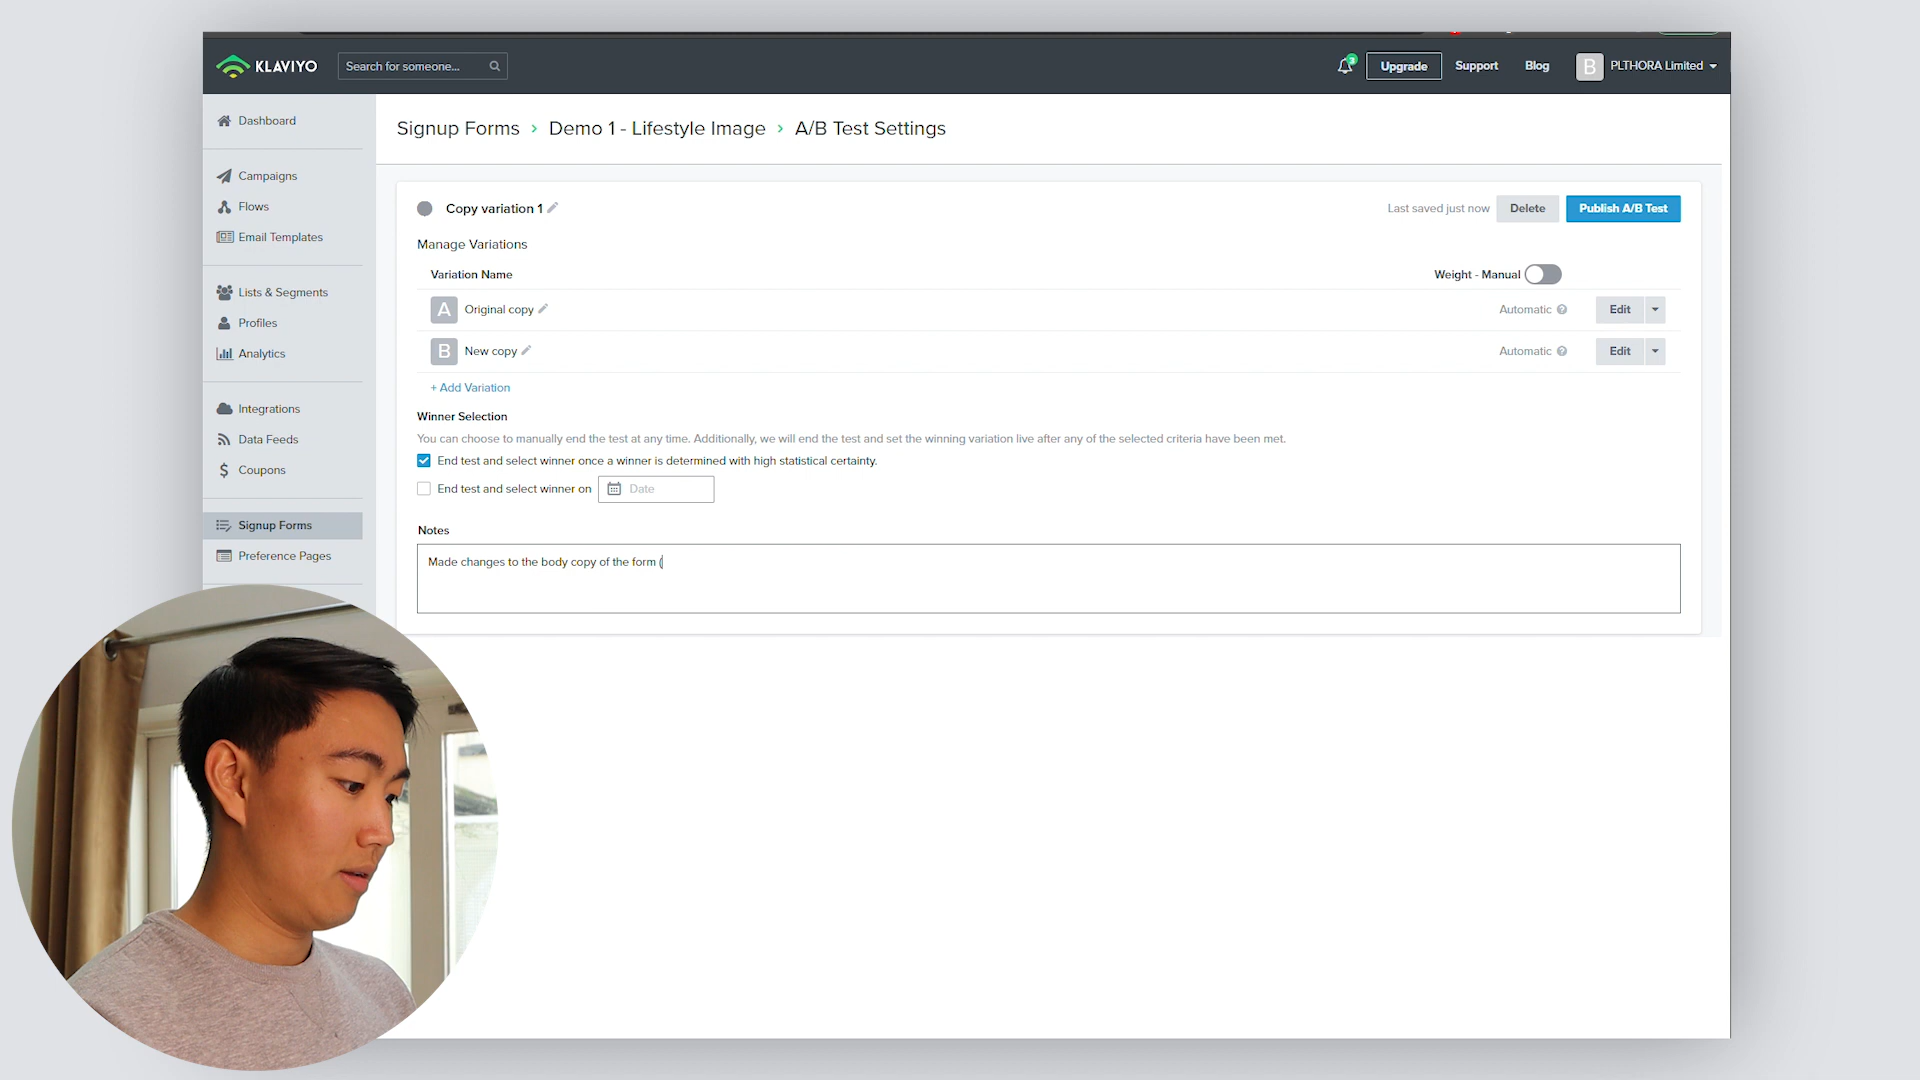 KLAVIYO
Search for someone...
3
Upgrade
Support
Blog
B
PLTHORA Limited
Dashboard
Campaigns
Flows
Email Templates
Lists & Segments
Profiles
Analytics
Integrations
Data Feeds
Coupons
Signup Forms
Preference Pages
Signup Forms > Demo 1 - Lifestyle Image > A/B Test Settings
Copy variation 1
Last saved just now
Delete
Publish A/B Test
Manage Variations
Variation Name
Weight - Manual
A Original copy
Automatic ?
Edit
B New copy
Automatic ?
Edit
+ Add Variation
Winner Selection
You can choose to manually end the test at any time. Additionally, we will end the test and set the winning variation live after any of the selected criteria have been met.
End test and select winner once a winner is determined with high statistical certainty.
End test and select winner on
Date
Notes
Made changes to the body copy of the form (